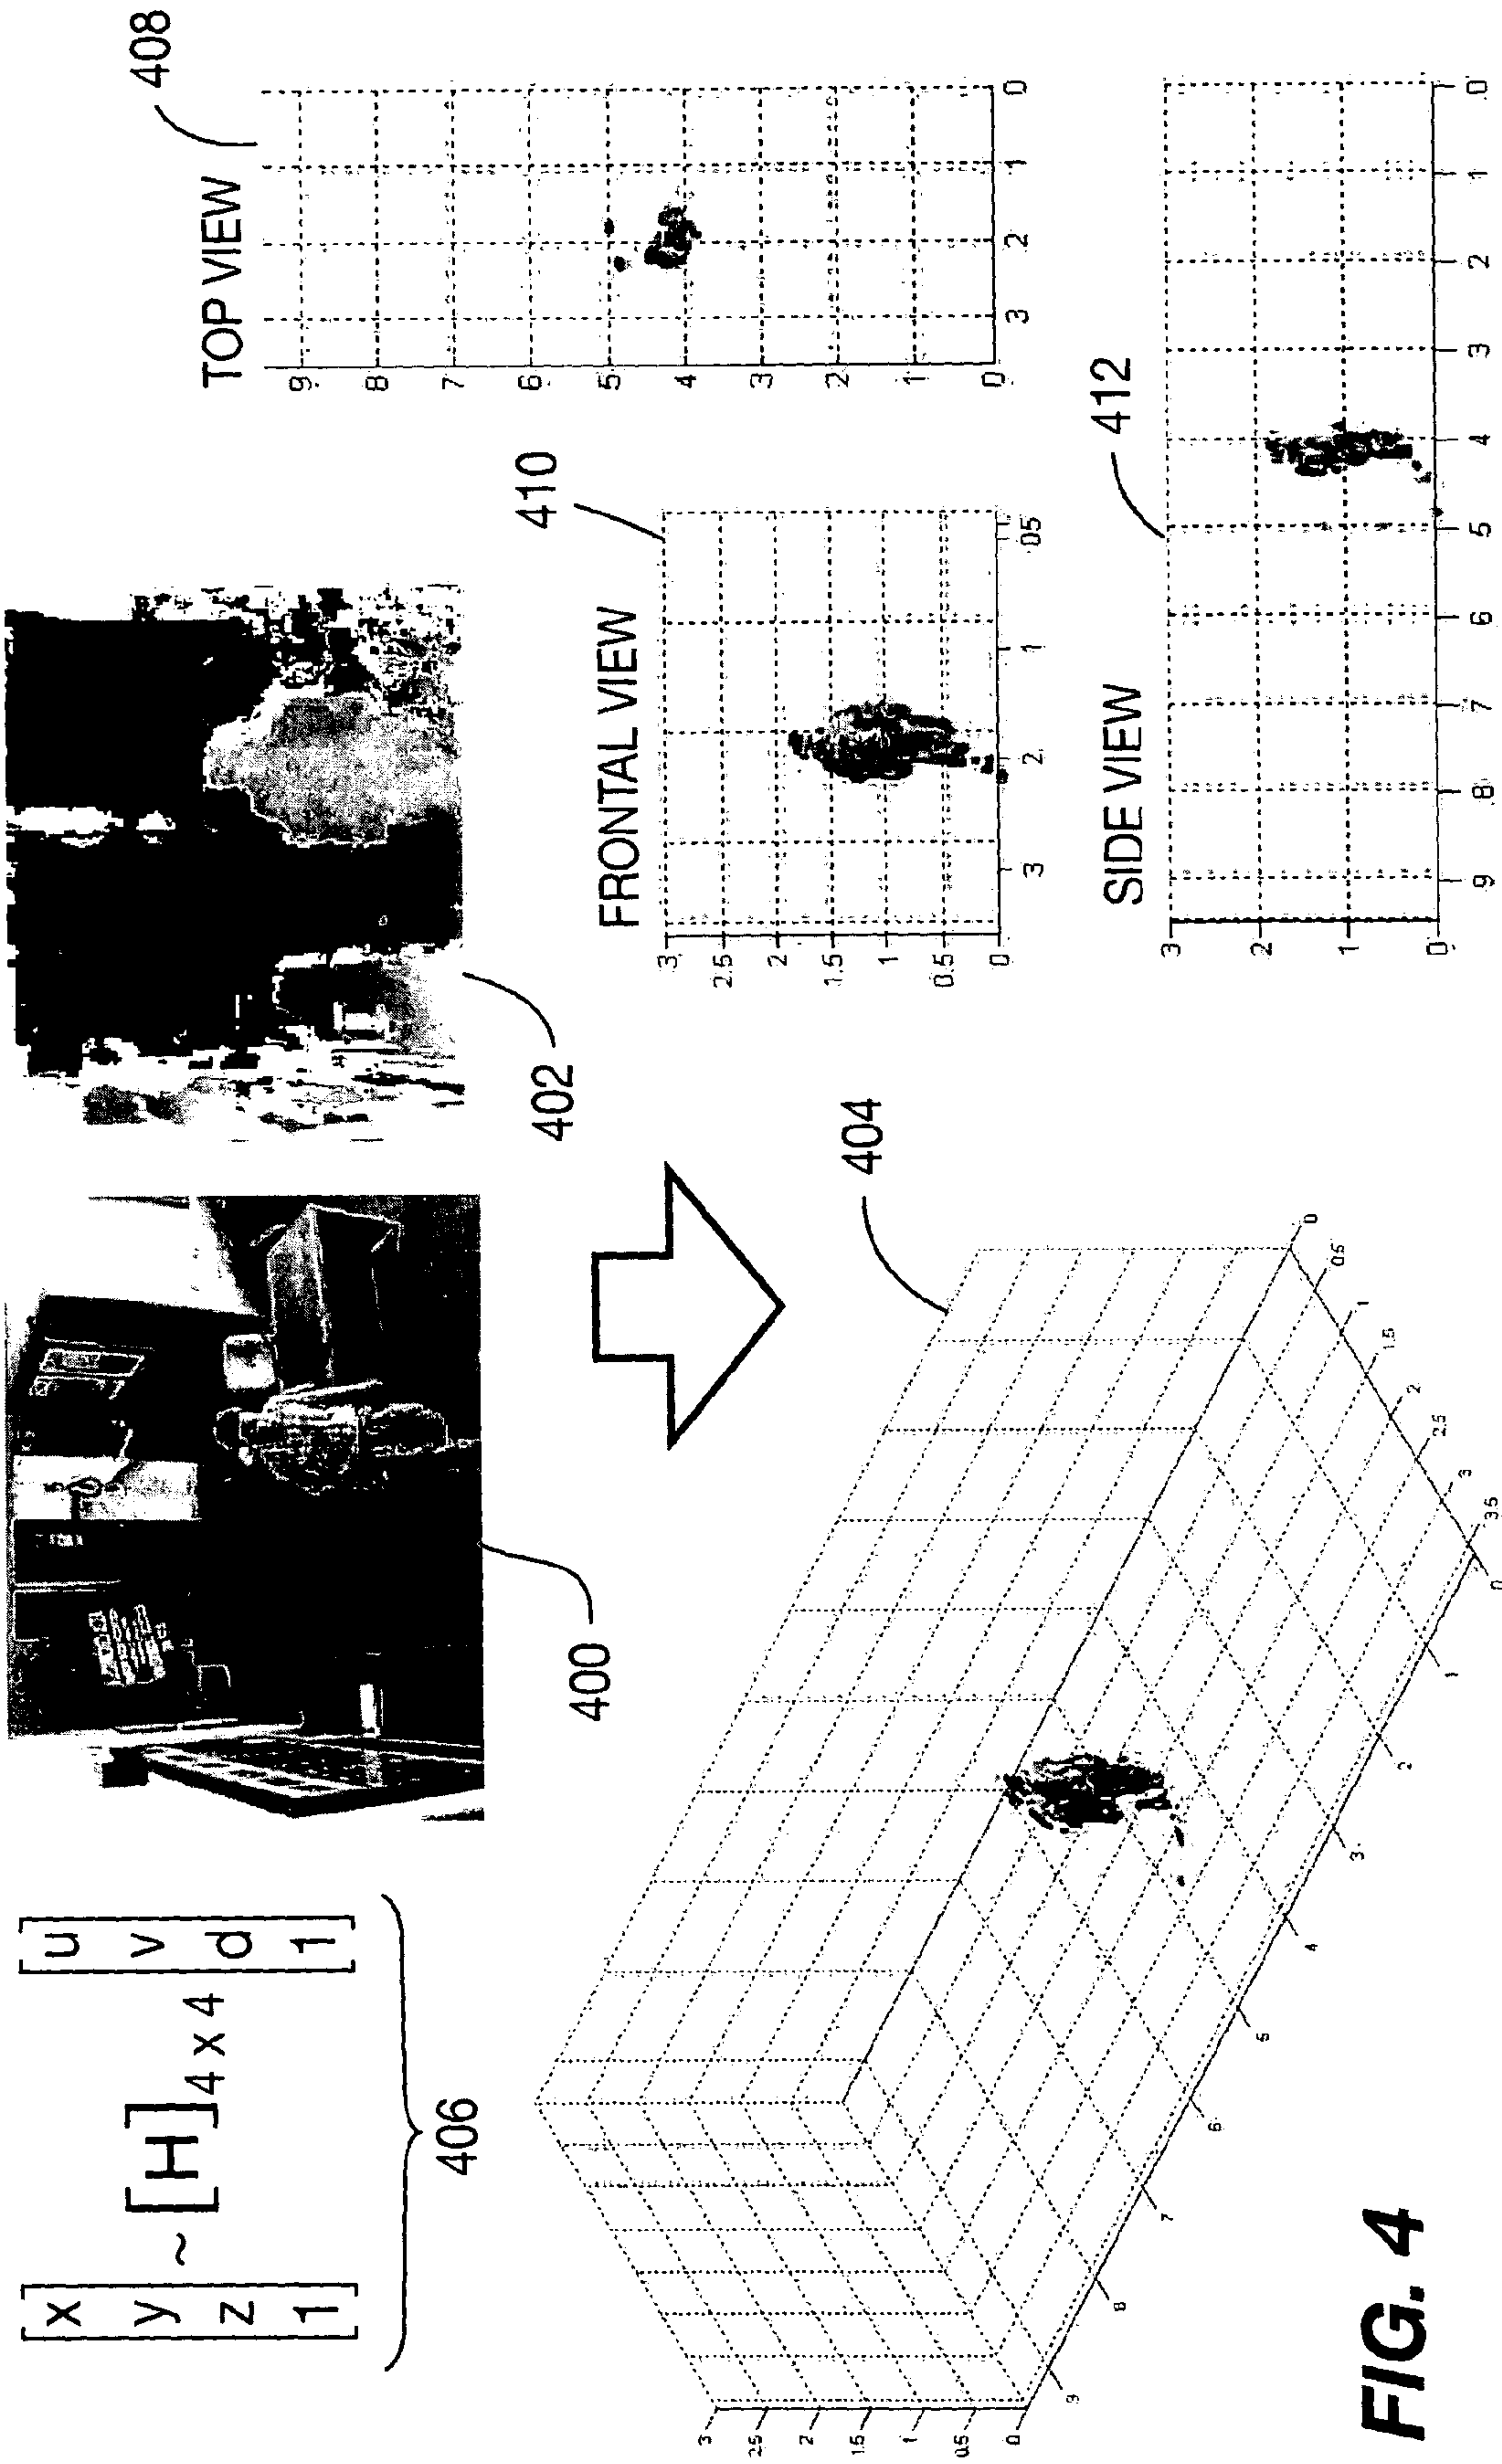 [x y z 1] ~ [H]4 x 4 [u v d 1]
406
400
402
404
TOP VIEW
408
9 8 7 6 5 4 3 2 1 0
3 2 1 0
FRONTAL VIEW
410
3 2.5 2 1.5 1 0.5 0
3 2 1 05
SIDE VIEW
412
3 2 1 0
9 8 7 6 5 4 3 2 1 0
3 2.5 2 1.5 1 0.5 0
9 8 7 6 5 4 3 2 1 0
3.5 3 2.5 2 1.5 1 0.5 0
FIG. 4